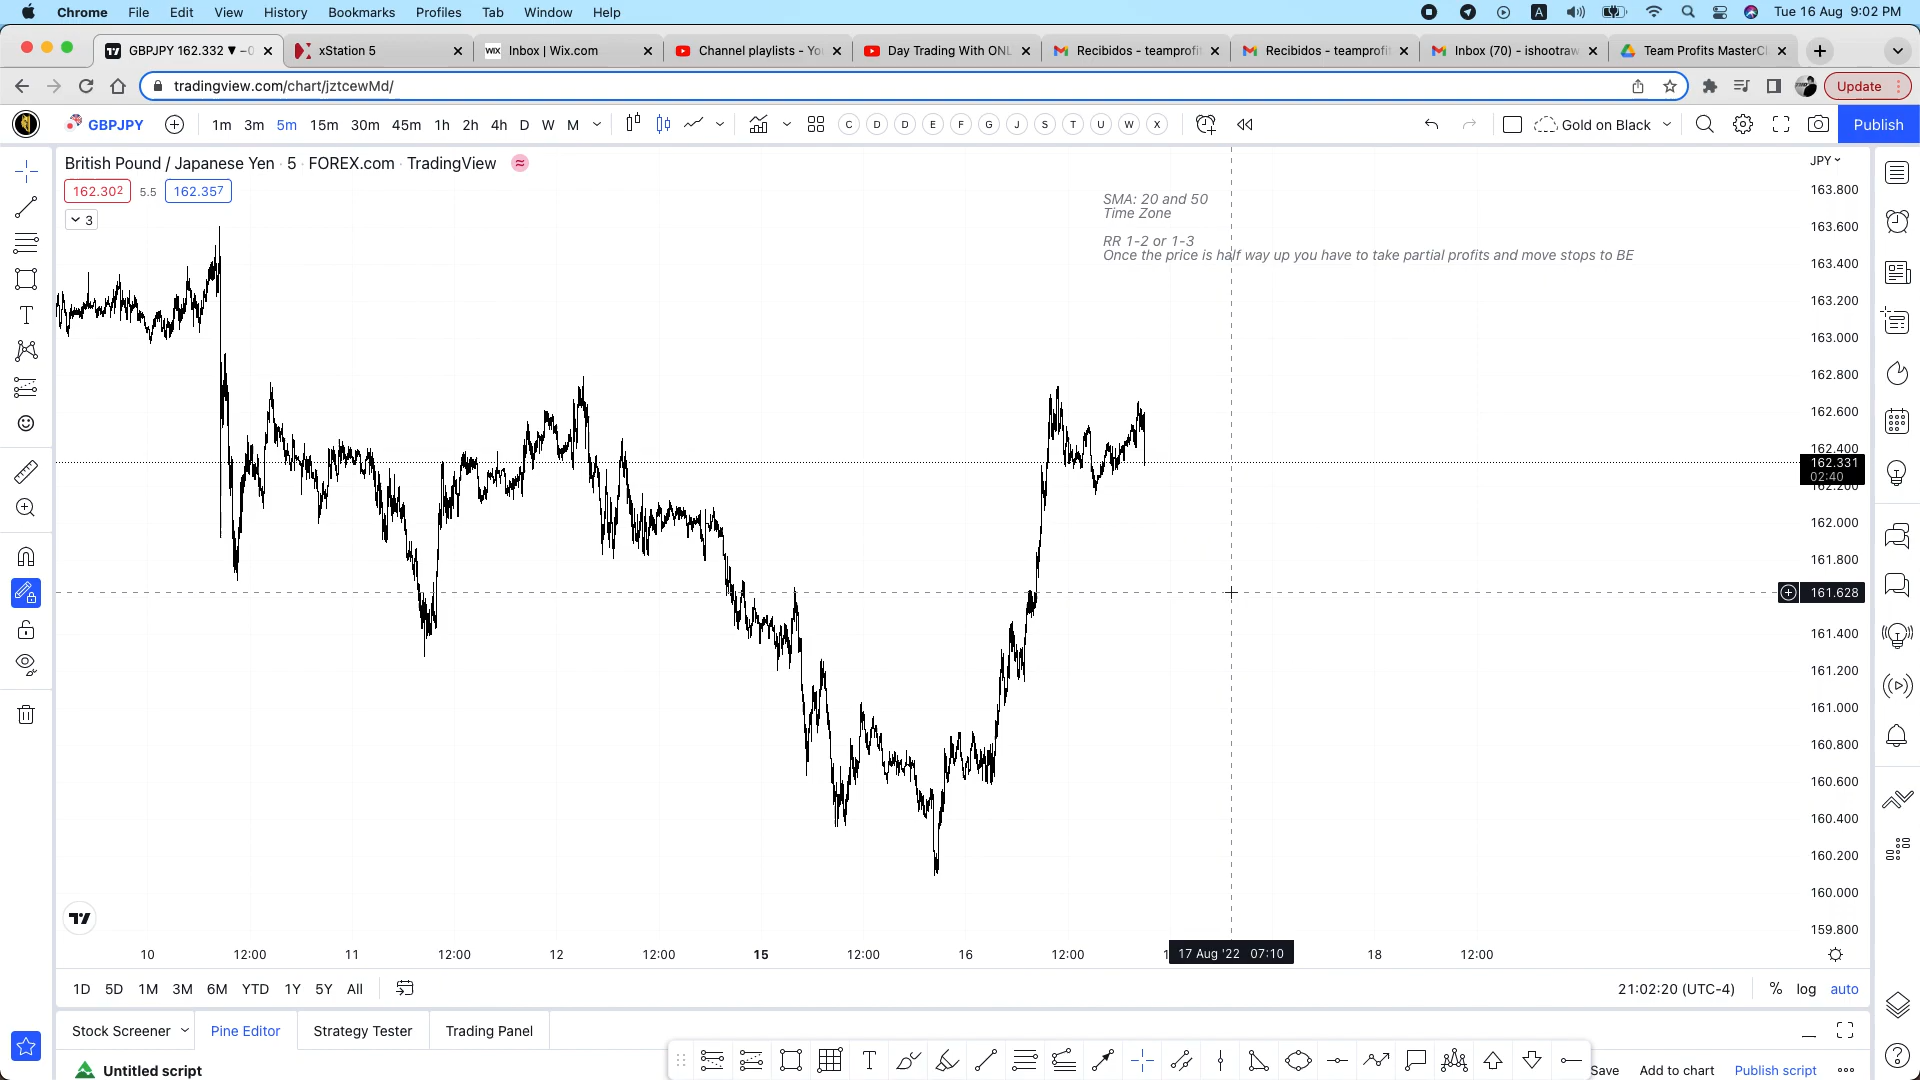 Chrome File Edit View History Bookmarks Profiles Tab Window Help A Tue 16 Aug 9:02 PM
GBPJPY 162.332 ▼ xStation 5 WIX Inbox | Wix.com Channel playlists - Day Trading With ONL Recibidos - teamprofi Recibidos - teamprofi Inbox (70) - ishootraw Team Profits MasterC
tradingview.com/chart/jztcewMd/ Update
GBPJPY 1m 3m 5m 15m 30m 45m 1h 2h 4h D W M C D D E F G J S T U W X Gold on Black Publish
British Pound / Japanese Yen · 5 · FOREX.com · TradingView
JPY
162.302 5.5 162.357
3
SMA: 20 and 50
Time Zone
RR 1-2 or 1-3
Once the price is half way up you have to take partial profits and move stops to BE
163.800
163.600
163.400
163.200
163.000
162.800
162.600
162.400
162.331
02:40
162.200
162.000
161.800
161.628
161.400
161.200
161.000
160.800
160.600
160.400
160.200
160.000
159.800
10 12:00 11 12:00 12 12:00 15 12:00 16 12:00 17 Aug '22 07:10 18 12:00
1D 5D 1M 3M 6M YTD 1Y 5Y All 21:02:20 (UTC-4) % log auto
Stock Screener Pine Editor Strategy Tester Trading Panel
Untitled script Save Add to chart Publish script